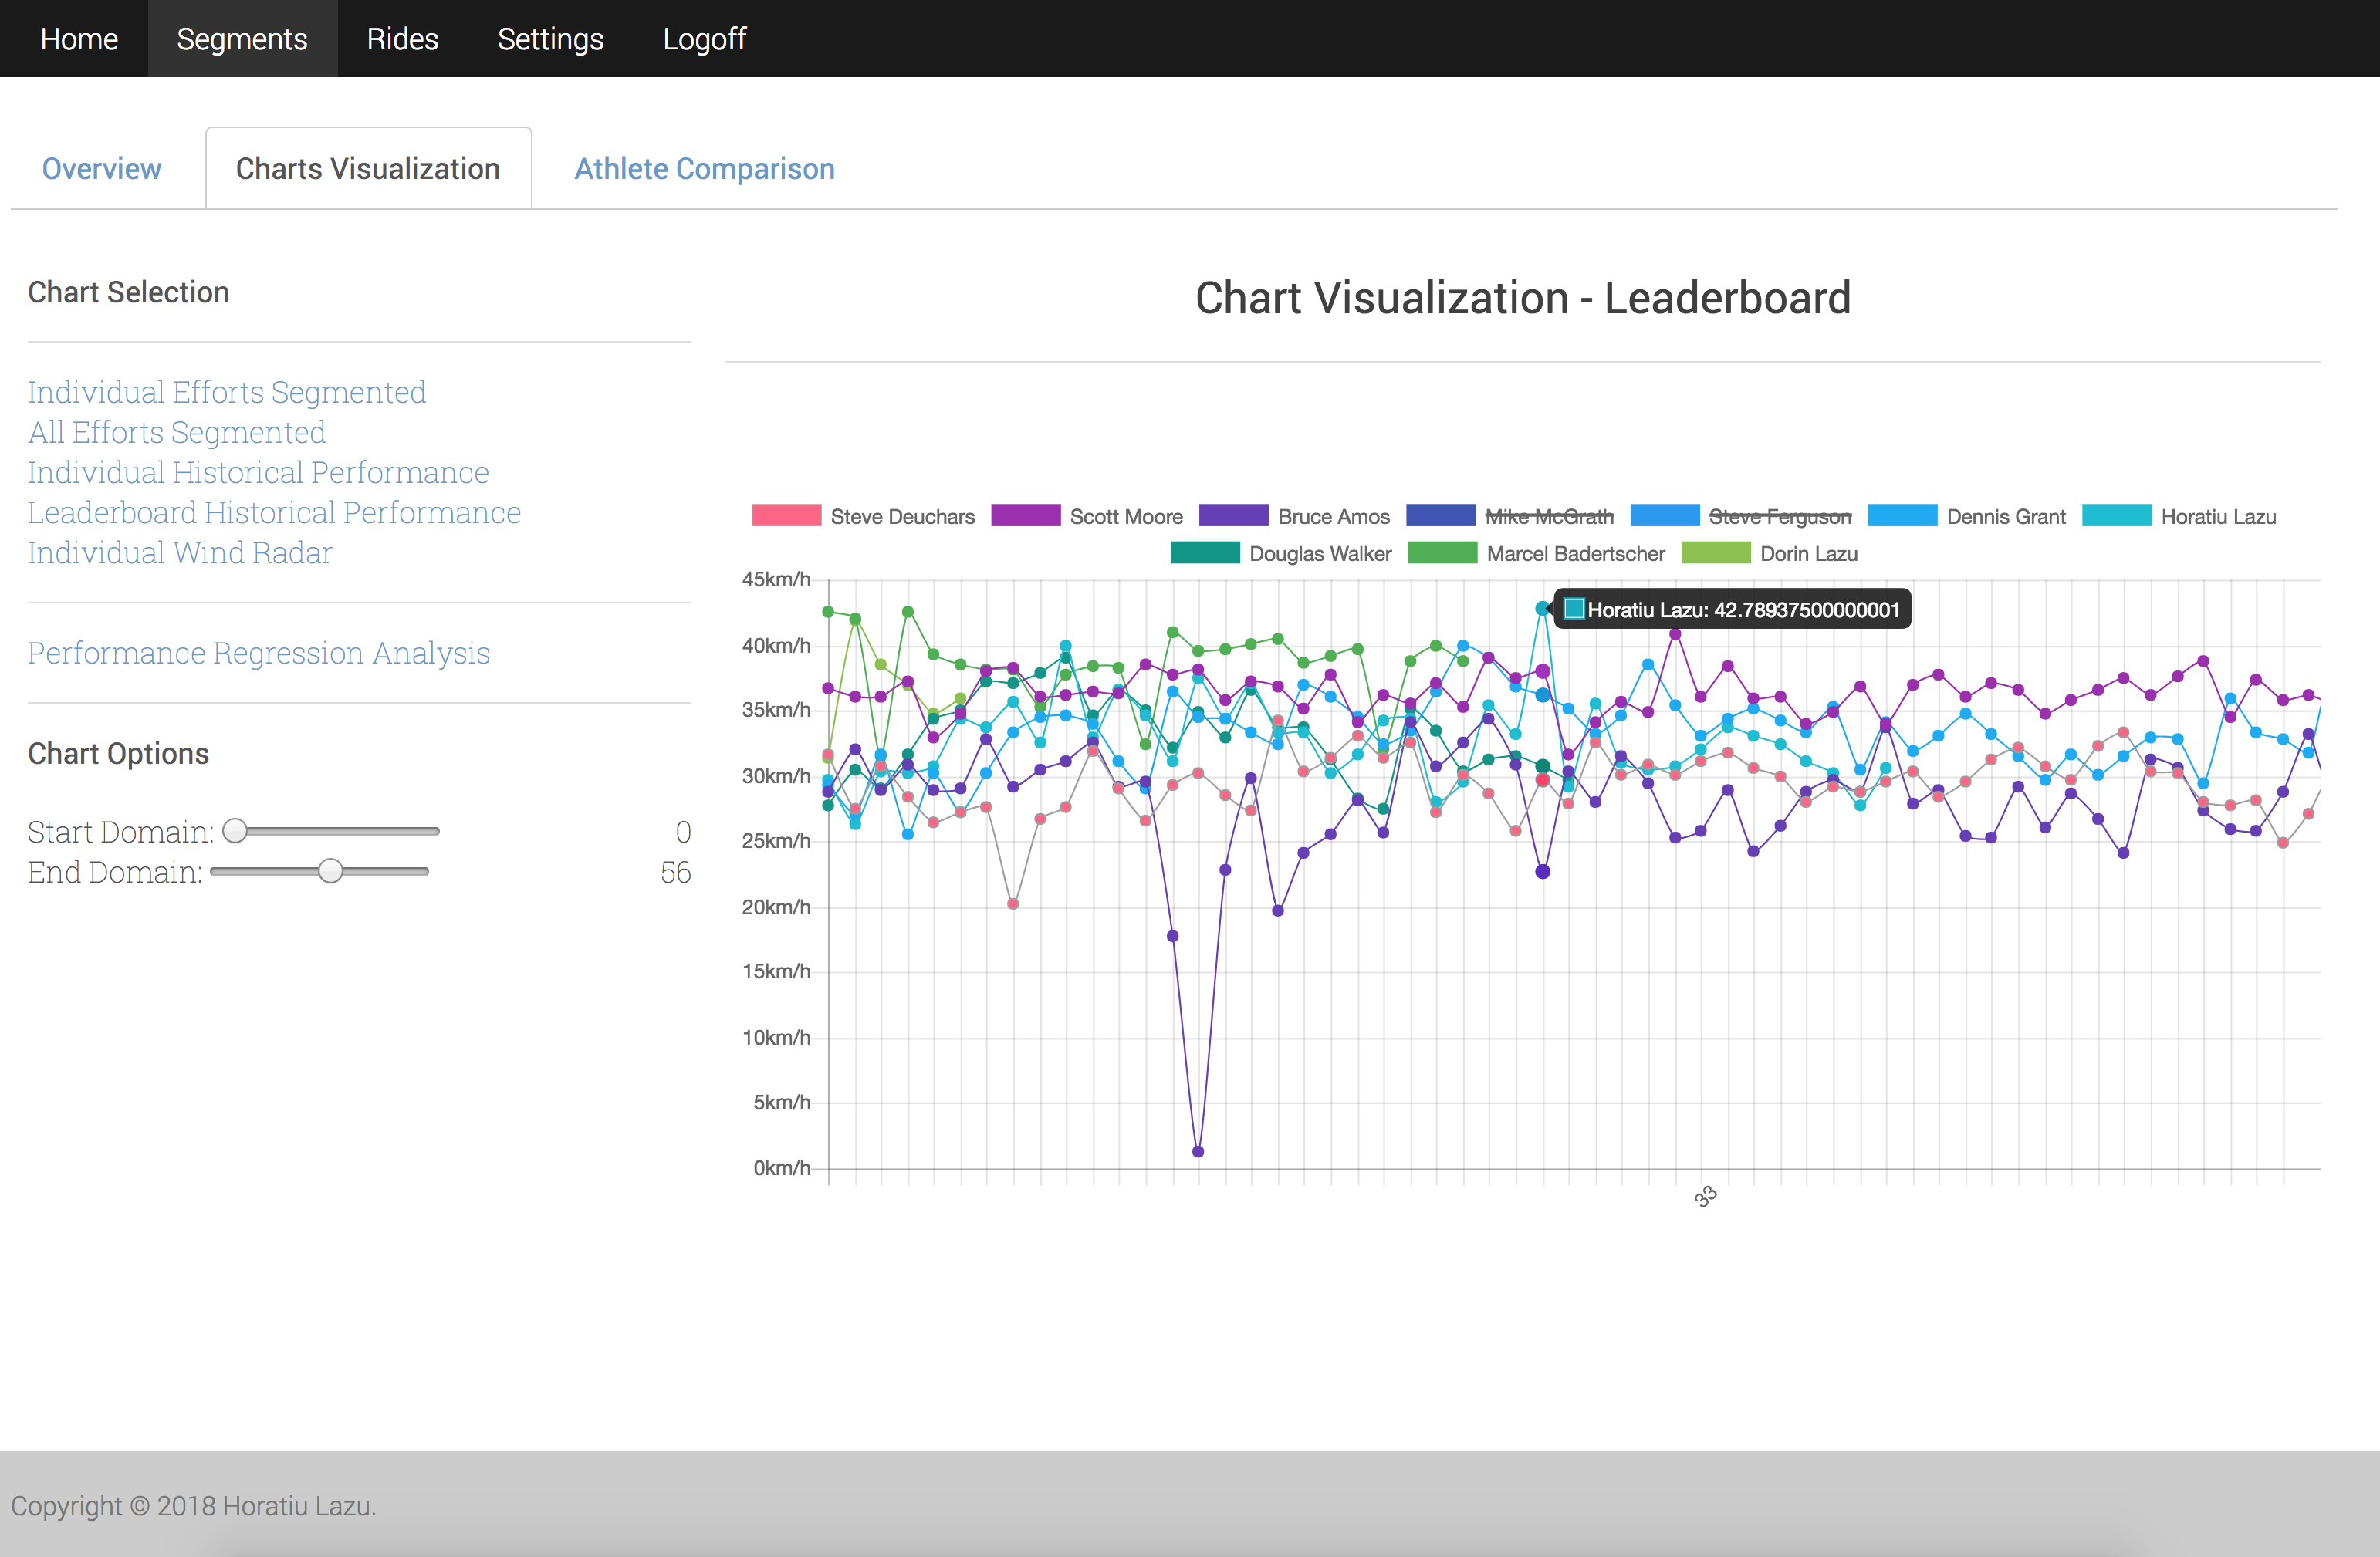 Home Segments Rides Settings Logoff
Overview Charts Visualization Athlete Comparison
Chart Selection
Individual Efforts Segmented
All Efforts Segmented
Individual Historical Performance
Leaderboard Historical Performance
Individual Wind Radar
Performance Regression Analysis
Chart Options
Start Domain: 0
End Domain: 56
Chart Visualization - Leaderboard
Steve Deuchars Scott Moore Bruce Amos Mike McGrath Steve Ferguson Dennis Grant Horatiu Lazu
Douglas Walker Marcel Badertscher Dorin Lazu
45km/h
Horatiu Lazu: 42.78937500000001
40km/h
35km/h
30km/h
25km/h
20km/h
15km/h
10km/h
5km/h
0km/h
33
Copyright © 2018 Horatiu Lazu.